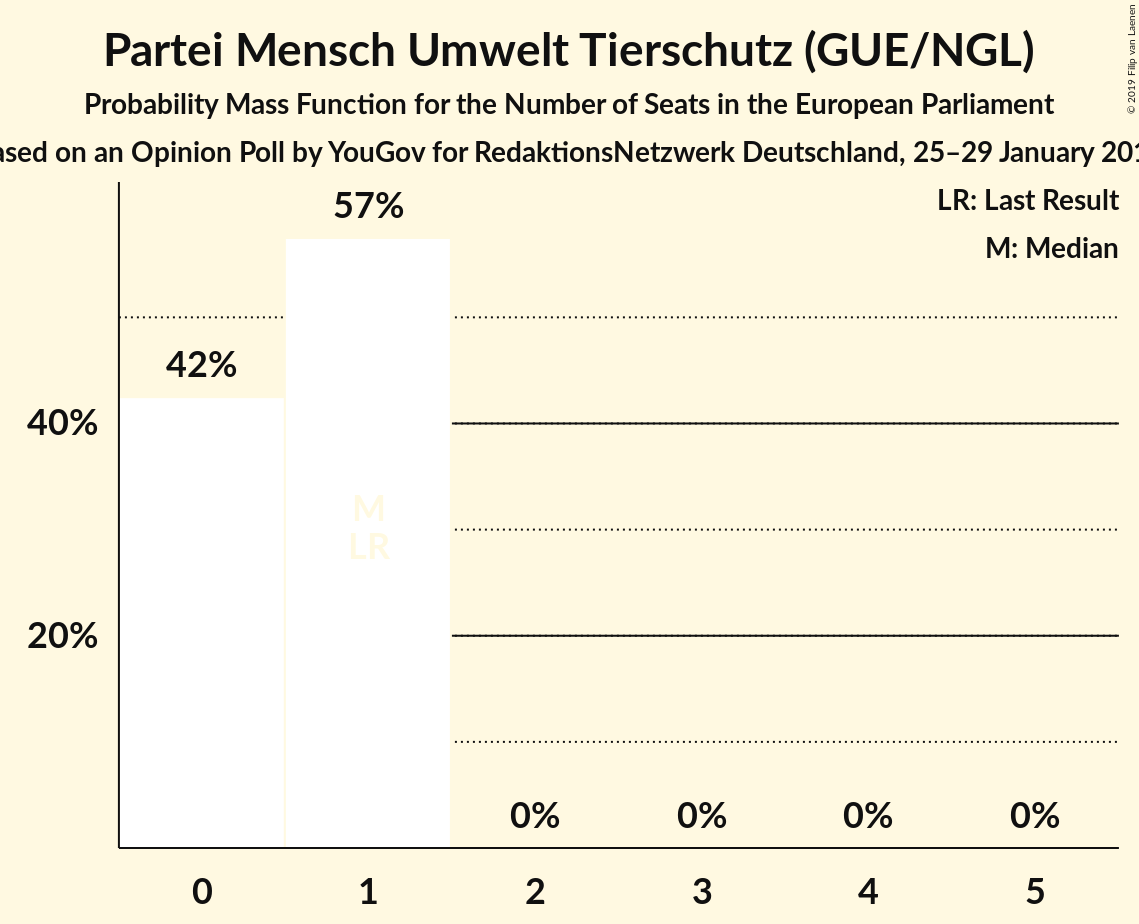 Partei Mensch Umwelt Tierschutz (GUE/NGL)
Probability Mass Function for the Number of Seats in the European Parliament
on an Opinion Poll by YouGov for RedaktionsNetzwerk Deutschland, 25–29 January
© 2019 Filip van Laenen
LR: Last Result
M: Median
57%
42%
40%
20%
M
LR
0% 0% 0% 0%
0 1 2 3 4 5